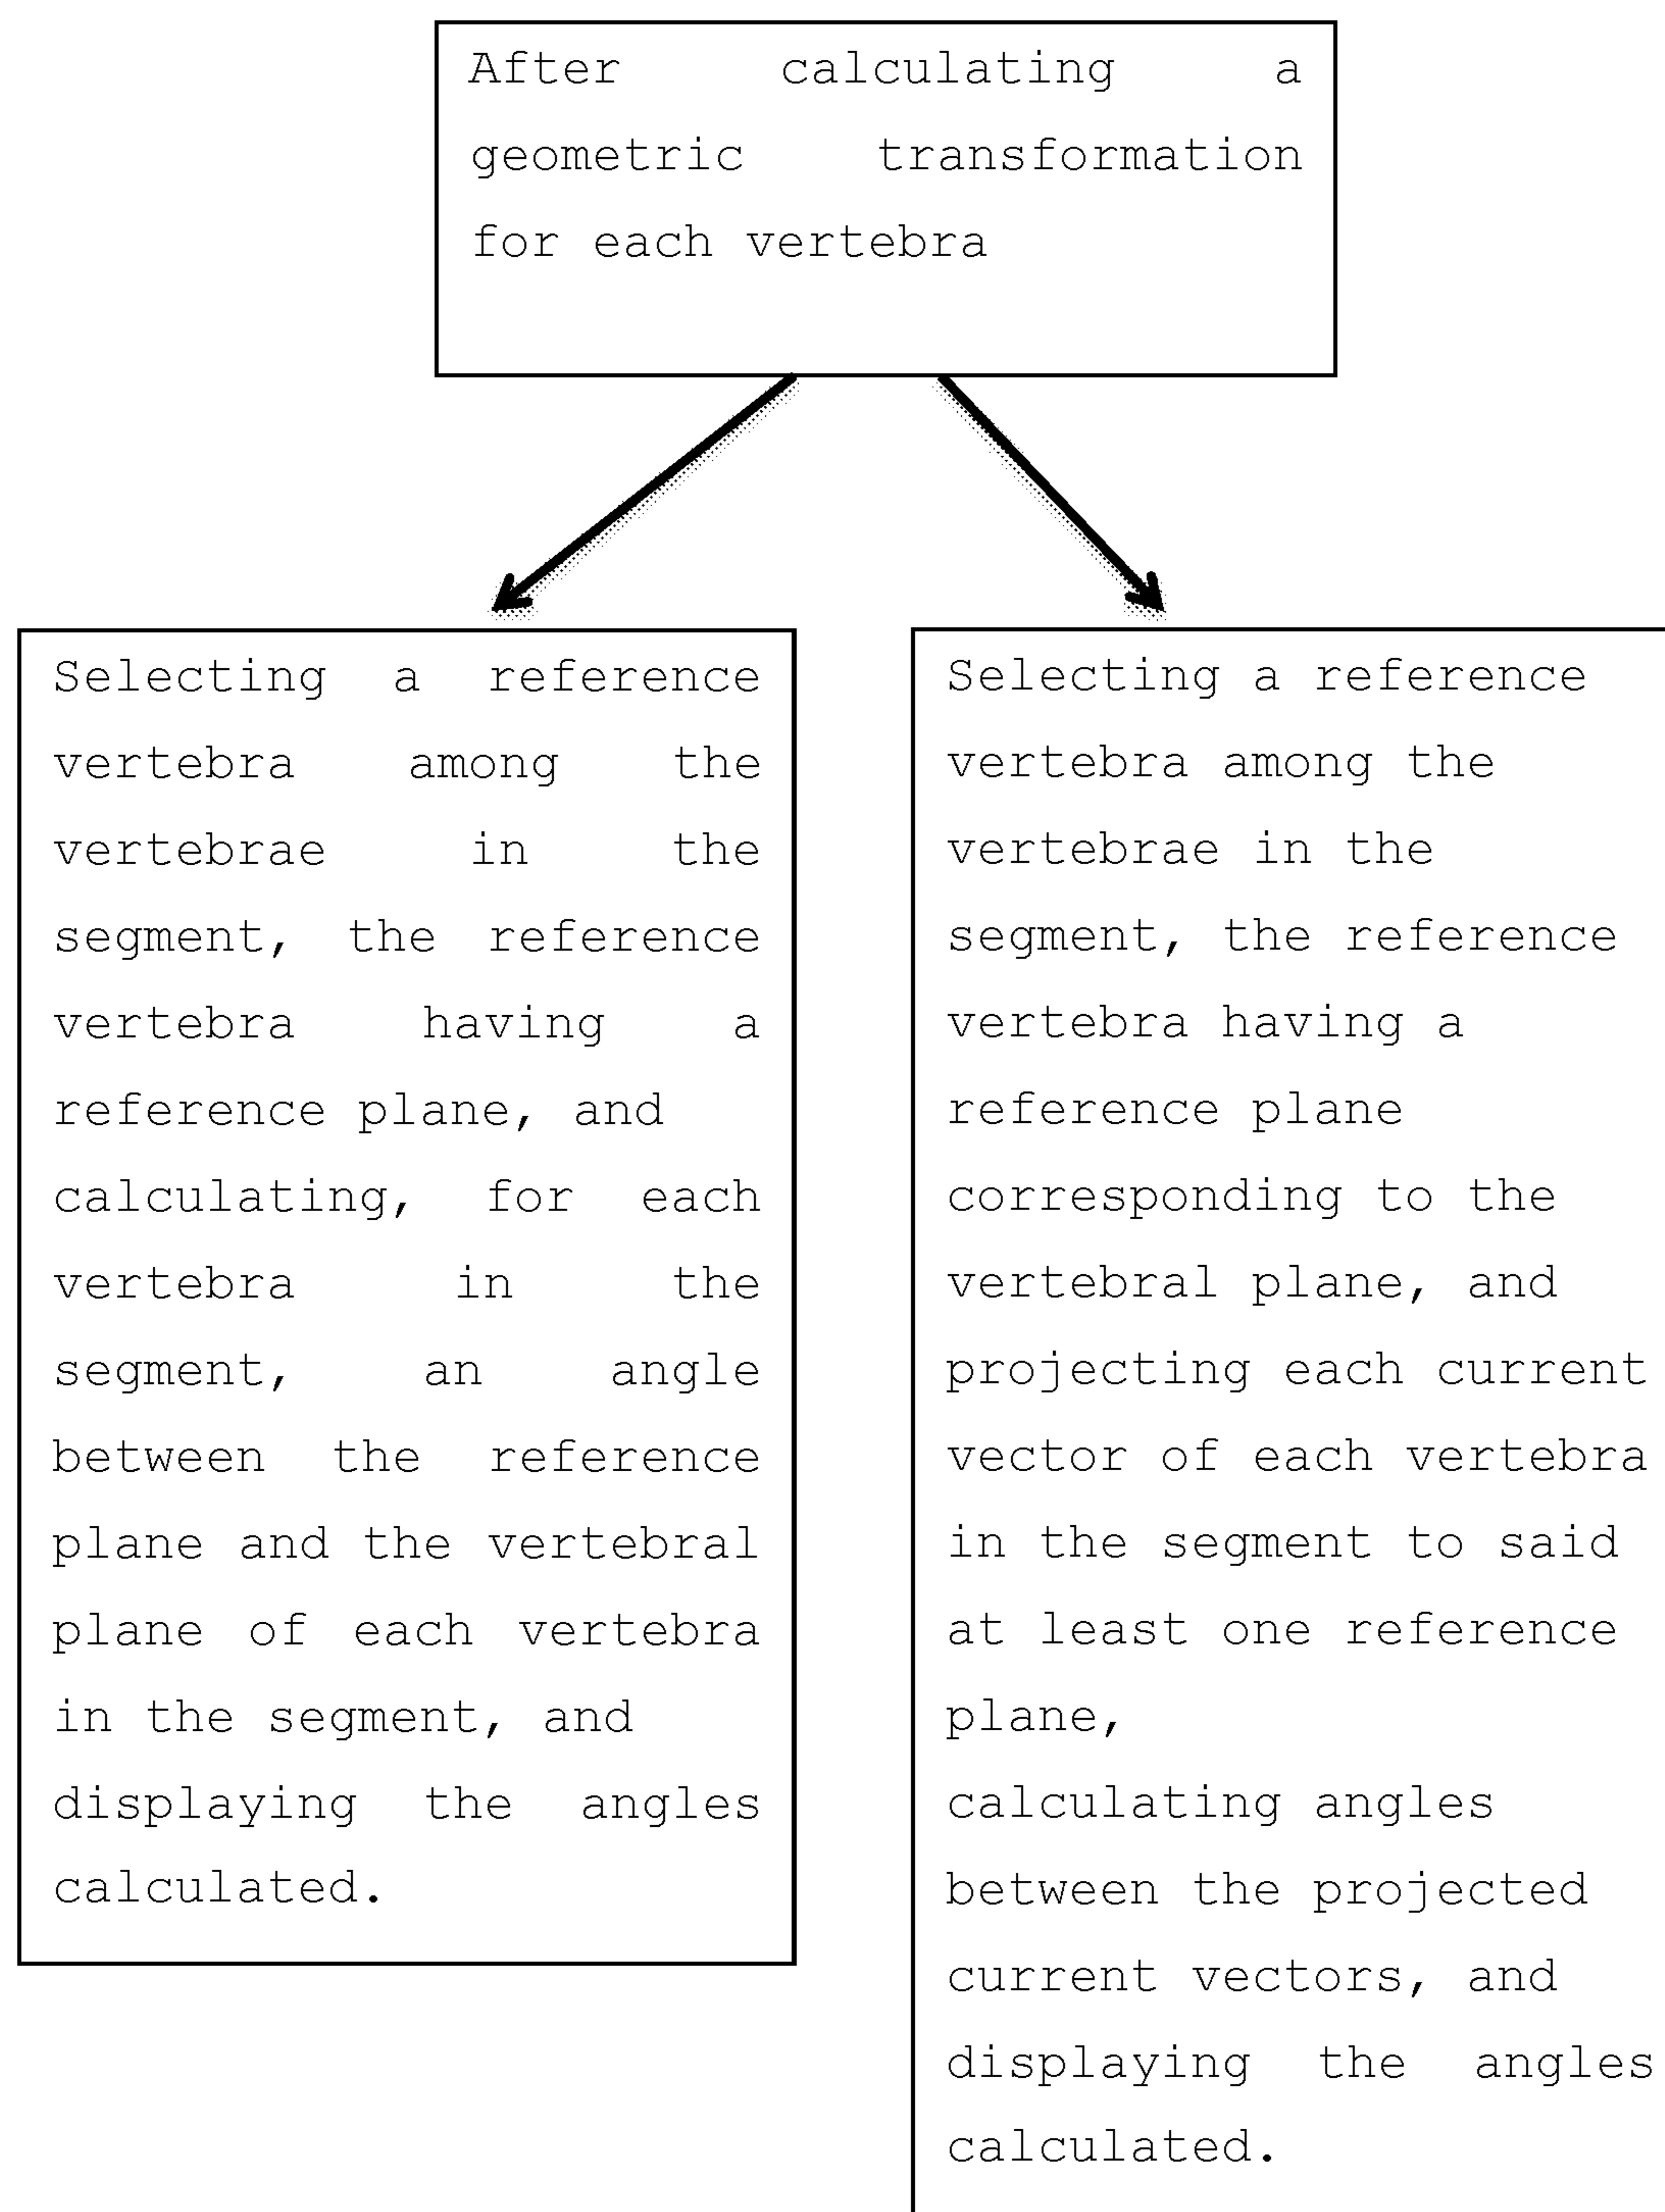 After calculating a
geometric transformation
for each vertebra
Selecting a reference
vertebra among the
vertebrae in the
segment, the reference
vertebra having a
reference plane, and
calculating, for each
vertebra in the
segment, an angle
between the reference
plane and the vertebral
plane of each vertebra
in the segment, and
displaying the angles
calculated.
Selecting a reference
vertebra among the
vertebrae in the
segment, the reference
vertebra having a
reference plane
corresponding to the
vertebral plane, and
projecting each current
vector of each vertebra
in the segment to said
at least one reference
plane,
calculating angles
between the projected
current vectors, and
displaying the angles
calculated.